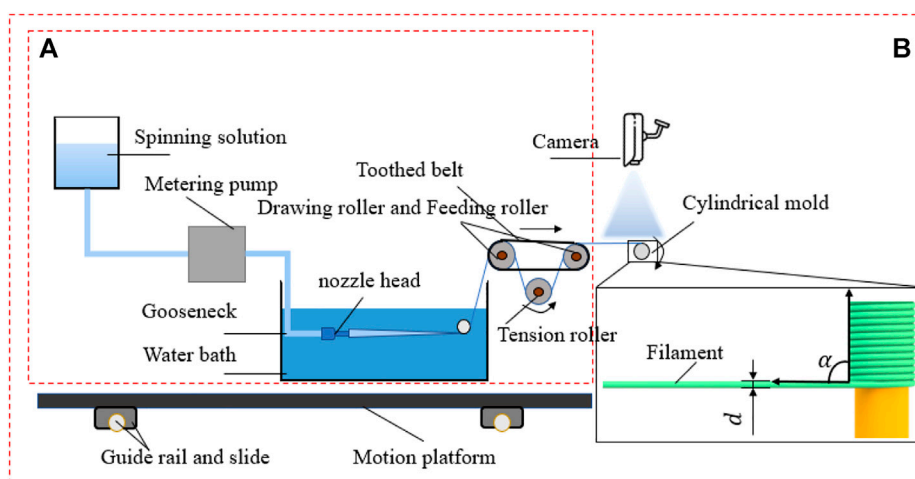 A
B
Spinning solution
Camera
Metering pump
Toothed belt
Drawing roller and Feeding roller
Cylindrical mold
nozzle head
Gooseneck
Tension roller
Water bath
Filament
α
d
Guide rail and slide
Motion platform